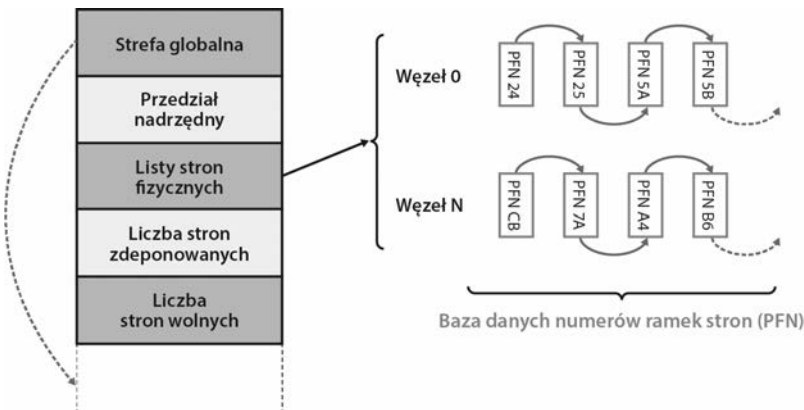 Strefa globalna
Przedział
nadrzędny
Listy stron
fizycznych
Liczba stron
zdeponowanych
Liczba
stron wolnych
Węzeł 0
PFN 24
PFN 25
PFN 5A
PFN 5B
Węzeł N
PFN CB
PFN 7A
PFN A4
PFN B6
Baza danych numerów ramek stron (PFN)